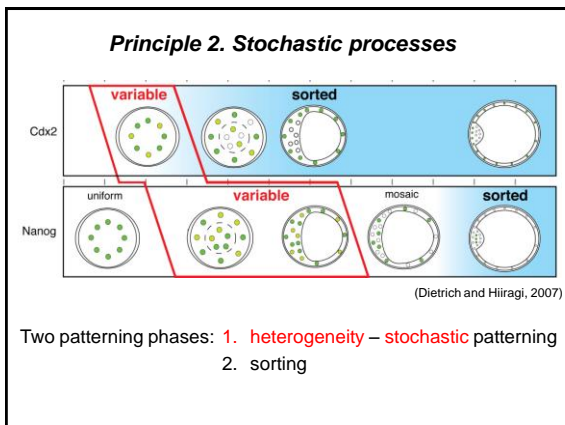 Principle 2. Stochastic processes
variable sorted
Cdx2
uniform variable mosaic sorted
Nanog
(Dietrich and Hiiragi, 2007)
Two patterning phases: 1. heterogeneity – stochastic patterning
2. sorting